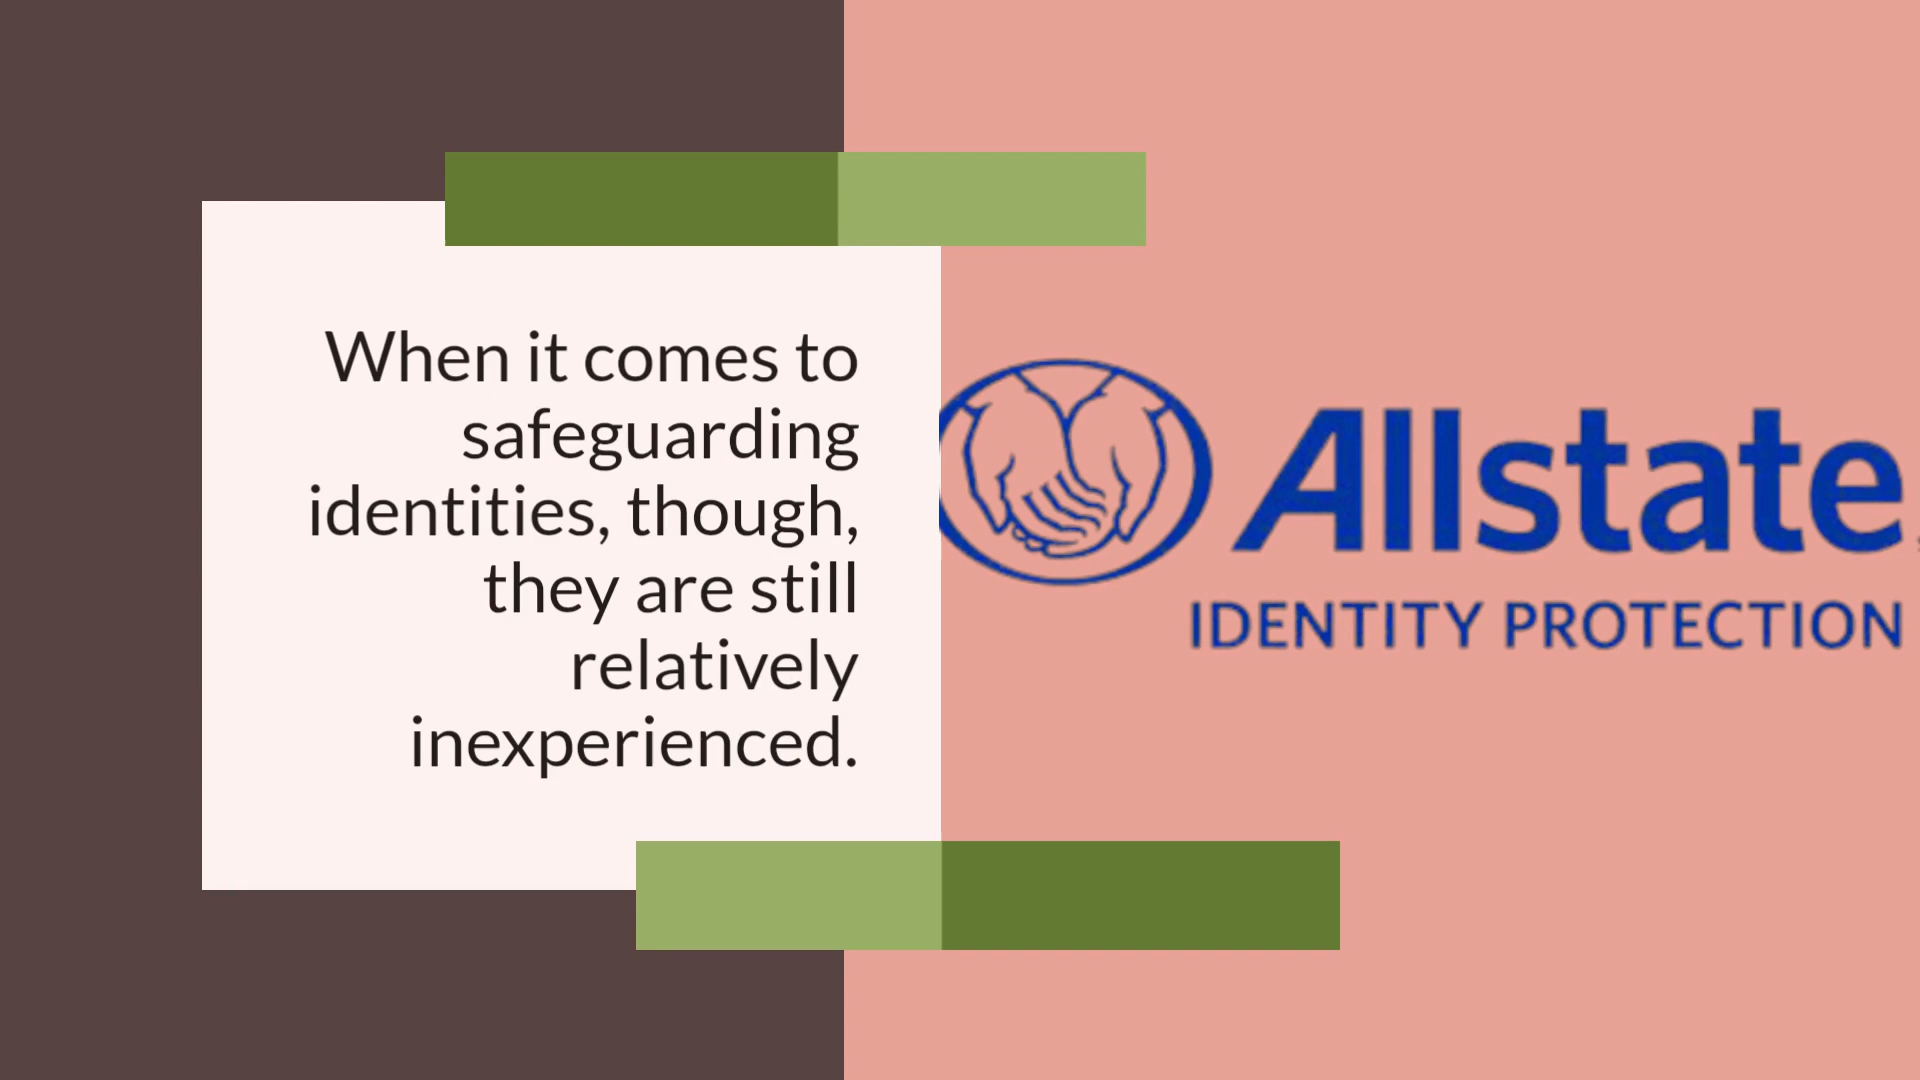 When it comes to
safeguarding
identities, though,
they are still
relatively
inexperienced.
Allstate
IDENTITY PROTECTION